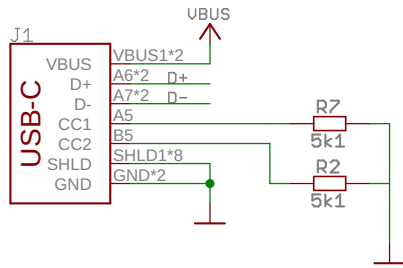 J1
VBUS
USB-C
VBUS VBUS1*2
D+ A6*2 D+
D- A7*2 D-
CC1 A5
CC2 B5
SHLD SHLD1*8
GND GND*2
R7
5k1
R2
5k1